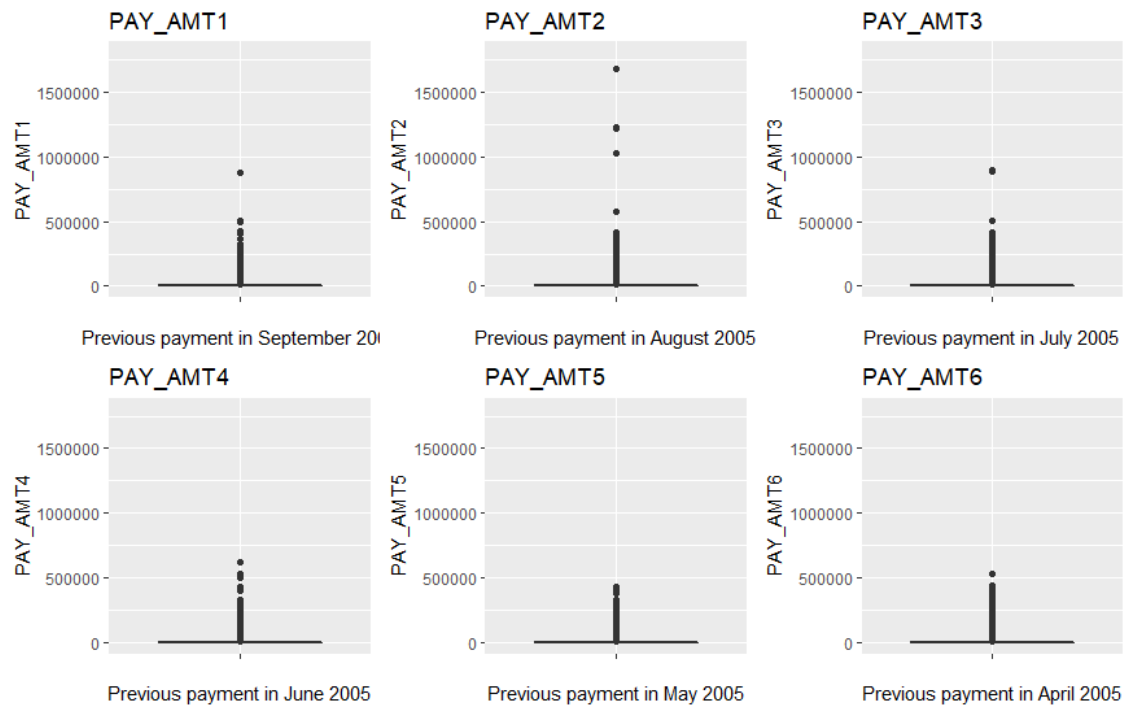 PAY_AMT1
PAY_AMT1
1500000
1000000
500000
0
Previous payment in September 200
PAY_AMT2
PAY_AMT2
1500000
1000000
500000
0
Previous payment in August 2005
PAY_AMT3
PAY_AMT3
1500000
1000000
500000
0
Previous payment in July 2005
PAY_AMT4
PAY_AMT4
1500000
1000000
500000
0
Previous payment in June 2005
PAY_AMT5
PAY_AMT5
1500000
1000000
500000
0
Previous payment in May 2005
PAY_AMT6
PAY_AMT6
1500000
1000000
500000
0
Previous payment in April 2005